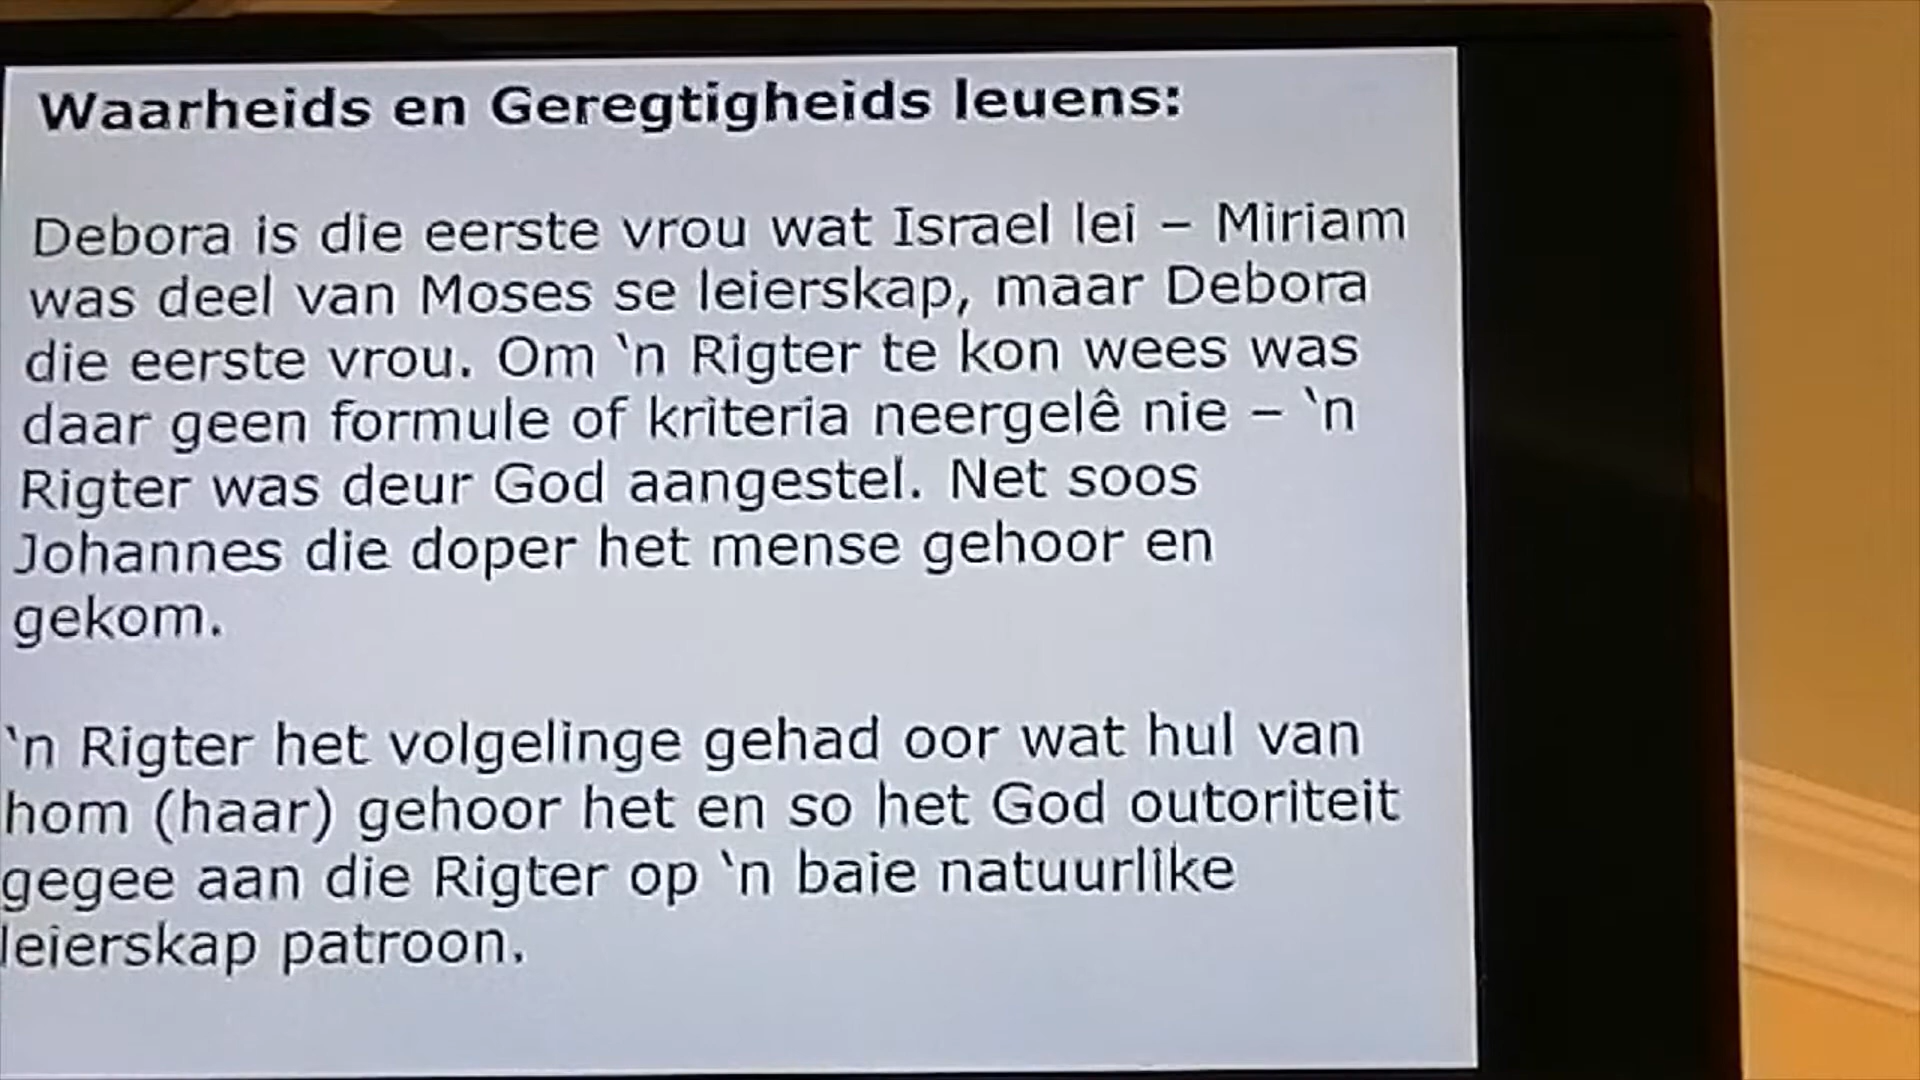 Waarheids en Geregtigheids leuens:
Debora is die eerste vrou wat Israel lei – Miriam
was deel van Moses se leierskap, maar Debora
die eerste vrou. Om ‘n Rigter te kon wees was
daar geen formule of kriteria neergelê nie – ‘n
Rigter was deur God aangestel. Net soos
Johannes die doper het mense gehoor en
gekom.
‘n Rigter het volgelinge gehad oor wat hul van
hom (haar) gehoor het en so het God outoriteit
gegee aan die Rigter op ‘n baie natuurlike
leierskap patroon.